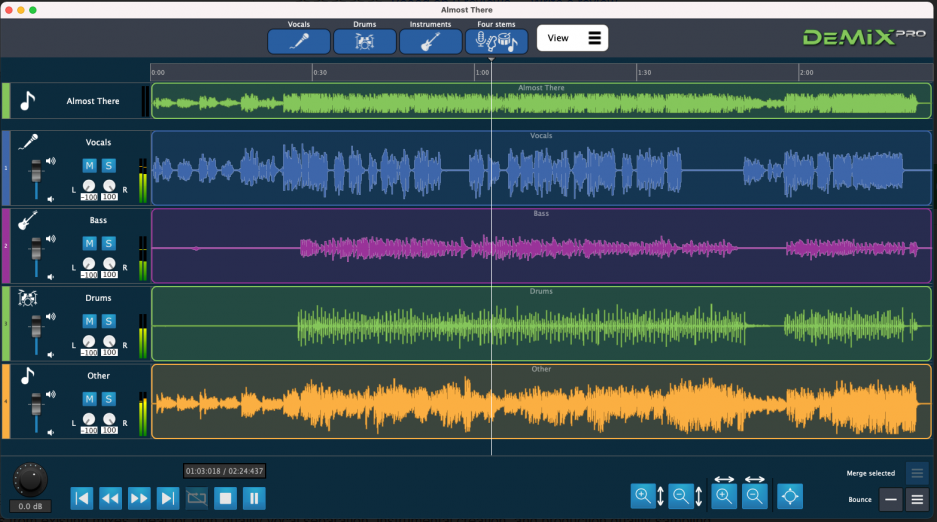 Almost There
Vocals Drums Instruments Four stems
View
DeMiX PRO
0:00 0:30 1:00 1:30 2:00
Almost There
Almost There
Vocals
1
Vocals
M S
L R
-100 100
Bass
2
Bass
M S
L R
-100 100
Drums
3
Drums
M S
L R
-100 100
Other
4
Other
M S
L R
-100 100
01:03:018 / 02:24:437
Merge selected
Bounce
0.0 dB